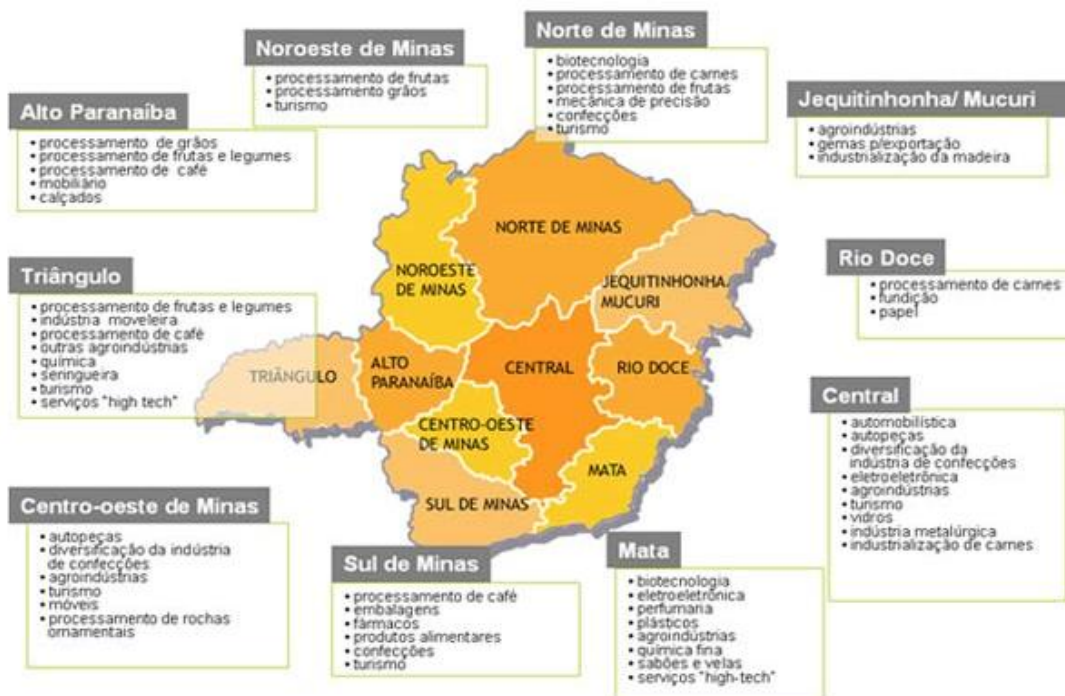 Noroeste de Minas
• processamento de frutas
• processamento grãos
• turismo
Norte de Minas
• biotecnologia
• processamento de carnes
• processamento de frutas
• mecânica de precisão
• confecções
• turismo
Jequitinhonha/ Mucuri
• agroindústrias
• gemas p/exportação
• industrialização da madeira
Alto Paranaíba
• processamento de grãos
• processamento de frutas e legumes
• processamento de café
• mobiliário
• calçados
Triângulo
• processamento de frutas e legumes
• indústria moveleira
• processamento de café
• outras agroindústrias
• química
• seringueira
• turismo
• serviços "high tech"
NORTE DE MINAS
NOROESTE
DE MINAS
JEQUITINHONHA/
MUCURI
TRIÂNGULO
ALTO
PARANAÍBA
CENTRAL
RIO DOCE
CENTRO-OESTE
DE MINAS
MATA
SUL DE MINAS
Rio Doce
• processamento de carnes
• fundição
• papel
Central
• automobilística
• autopeças
• diversificação da
indústria de confecções
• eletroeletrônica
• agroindústrias
• turismo
• vidros
• indústria metalúrgica
• industrialização de carnes
Centro-oeste de Minas
• autopeças
• diversificação da indústria
de confecções
• agroindústrias
• turismo
• móveis
• processamento de rochas
ornamentais
Sul de Minas
• processamento de café
• embalagens
• fármacos
• produtos alimentares
• confecções
• turismo
Mata
• biotecnologia
• eletroeletrônica
• perfumaria
• plásticos
• agroindústrias
• química fina
• sabões e velas
• serviços "high-tech"